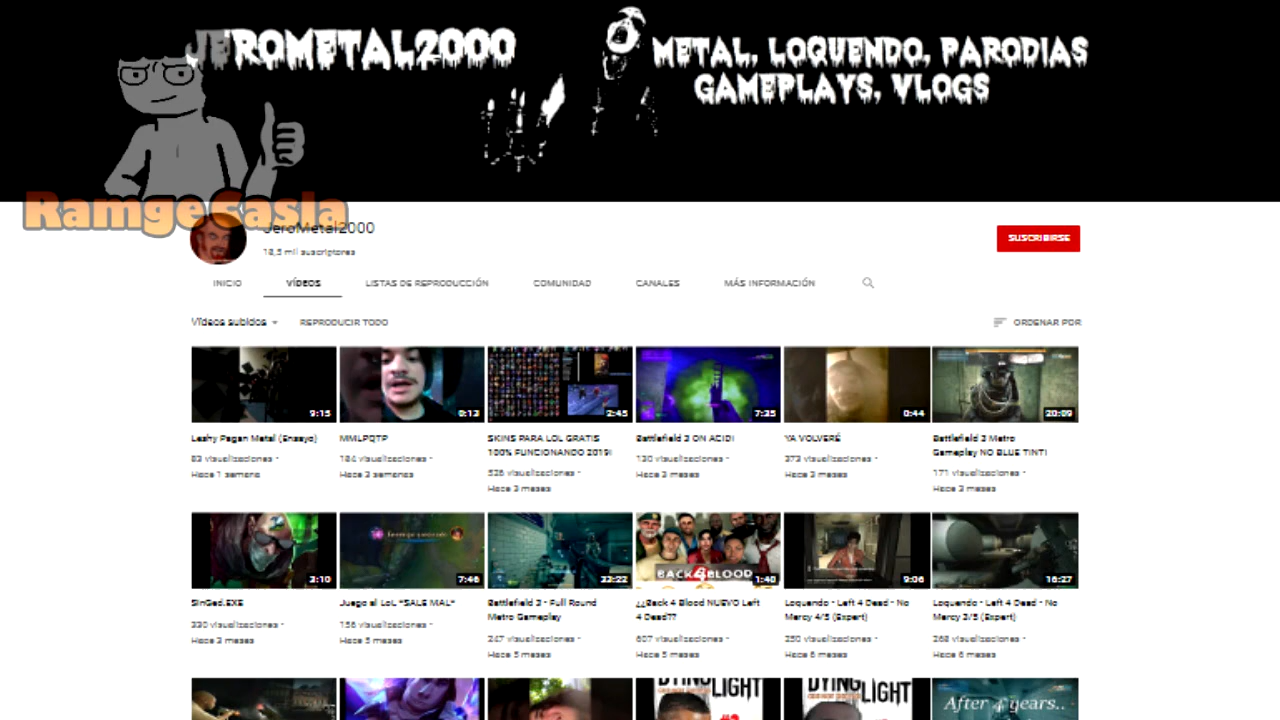 JEROMETAL2000
METAL, LOQUENDO, PARODIAS
GAMEPLAYS, VLOGS
Ramge Casla
JeroMetal2000
18,5 mil suscriptores
SUSCRIBIRSE
INICIO VÍDEOS LISTAS DE REPRODUCCIÓN COMUNIDAD CANALES MÁS INFORMACIÓN
Vídeos subidos REPRODUCIR TODO ORDENAR POR
9:15 0:13 2:45 7:35 0:44 20:09
Leshy Pagan Metal (Ensayo)
83 visualizaciones •
Hace 1 semana
MMLPQTP
184 visualizaciones •
Hace 3 semanas
SKINS PARA LOL GRATIS
100% FUNCIONANDO 2019!
526 visualizaciones •
Hace 3 meses
Battlefield 3 ON ACID!
130 visualizaciones •
Hace 3 meses
YA VOLVERÉ
373 visualizaciones •
Hace 3 meses
Battlefield 3 Metro
Gameplay NO BLUE TINT!
171 visualizaciones •
Hace 3 meses
3:10 7:46 22:22 BACK 4 BLOOD 1:40 9:06 16:27
SinGed.EXE
330 visualizaciones •
Hace 3 meses
Juego al LoL *SALE MAL*
156 visualizaciones •
Hace 5 meses
Battlefield 3 - Full Round
Metro Gameplay
247 visualizaciones •
Hace 5 meses
¿¿Back 4 Blood NUEVO Left
4 Dead??
607 visualizaciones •
Hace 5 meses
Loquendo - Left 4 Dead - No
Mercy 4/5 (Expert)
250 visualizaciones •
Hace 6 meses
Loquendo - Left 4 Dead - No
Mercy 3/5 (Expert)
268 visualizaciones •
Hace 6 meses
DYING LIGHT
DYING LIGHT
After 4 years..